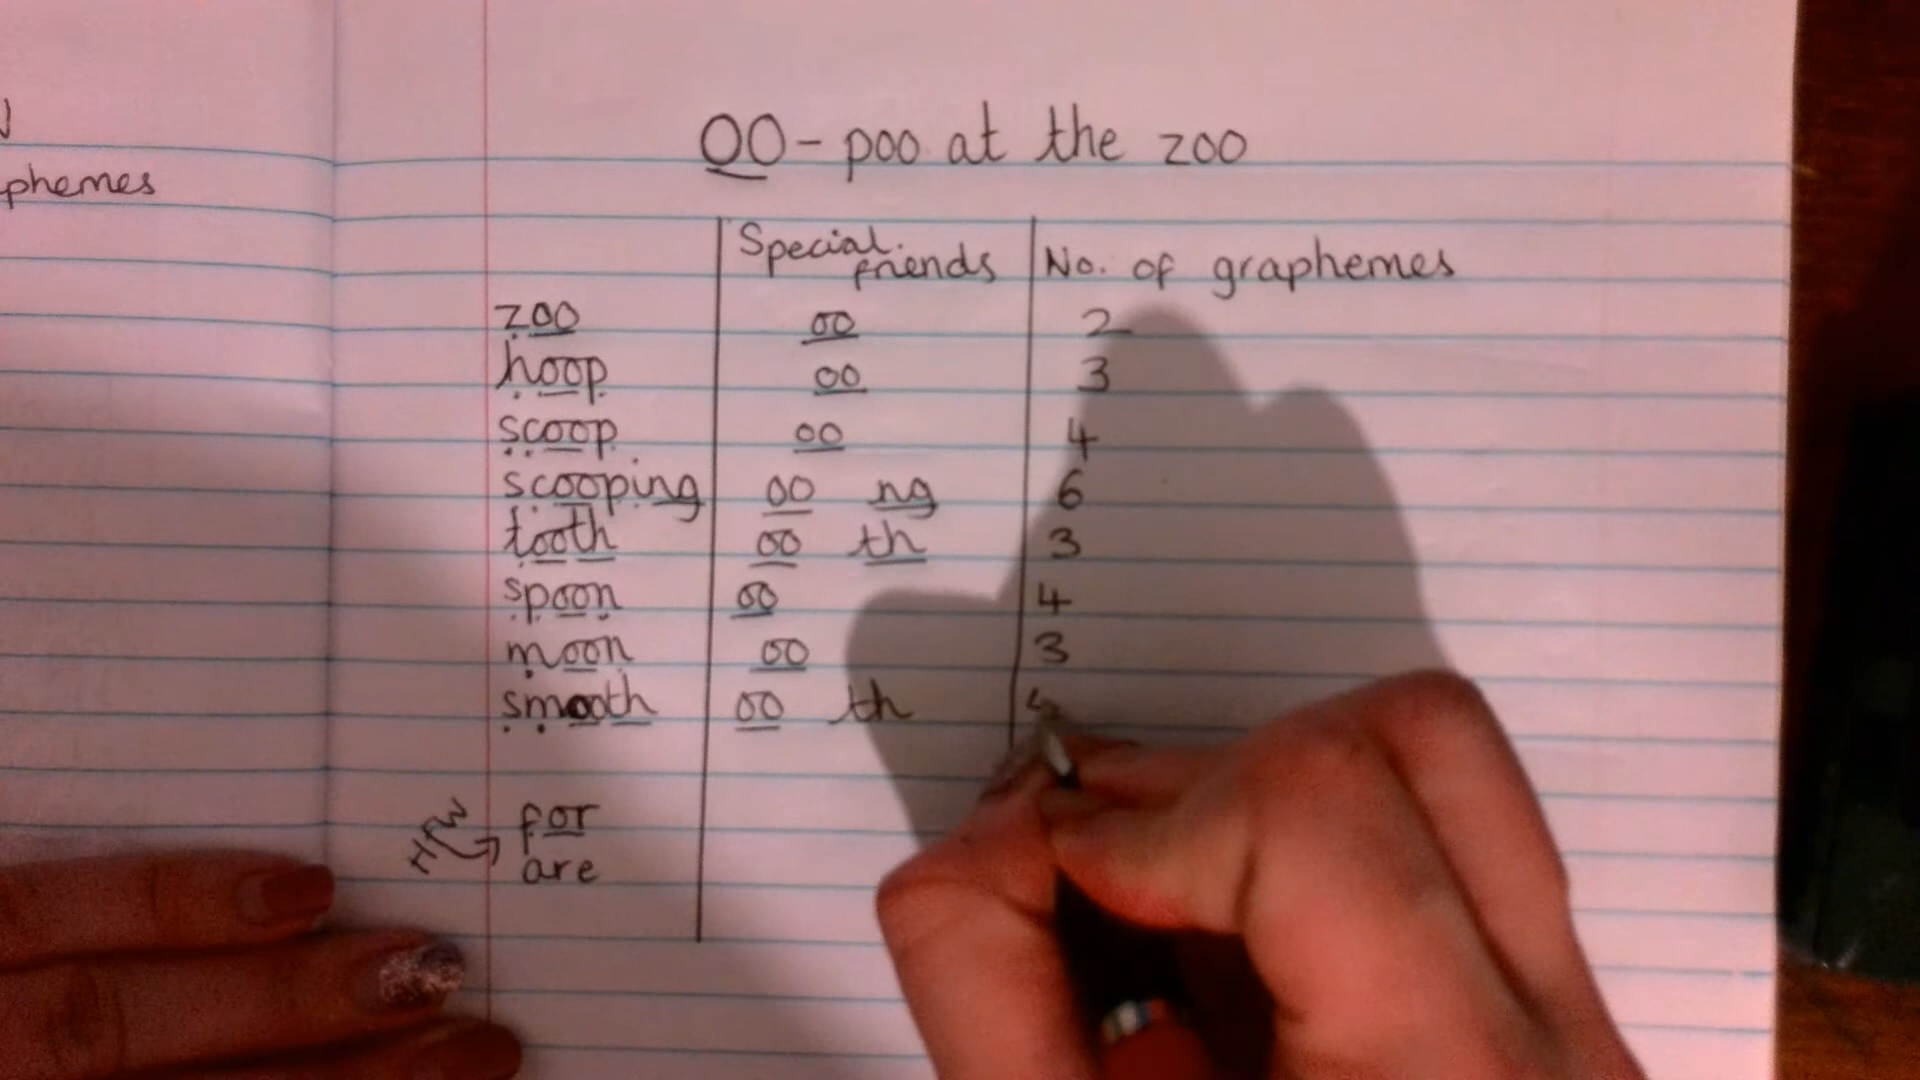 phemes
OO - poo at the zoo
Special friends No. of graphemes
zoo oo 2
hoop oo 3
scoop oo 4
scooping oo ng 6
tooth oo th 3
spoon oo 4
moon oo 3
smooth oo th 4
HFW for
are